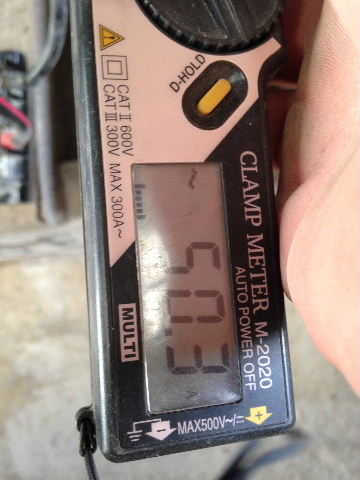 D-HOLD
CAT II 600V
CAT III 300V MAX 300A~
CLAMP METER M-2020
AUTO POWER OFF
~
50.3 A
MULTI
MAX500V~/=